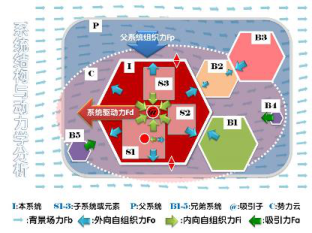 系统结构与动力学分析
P
父系统组织力Fp
B3
I
B2
C
S3
@
系统驱动力Fd
S2
B4
B1
S1
B5
I:本系统 S1-3:子系统或元素 P:父系统 B1-5:兄弟系统 @:吸引子 C:势力云
:背景场力Fb :外向自组织力Fo :内向自组织力Fi :吸引力Fa